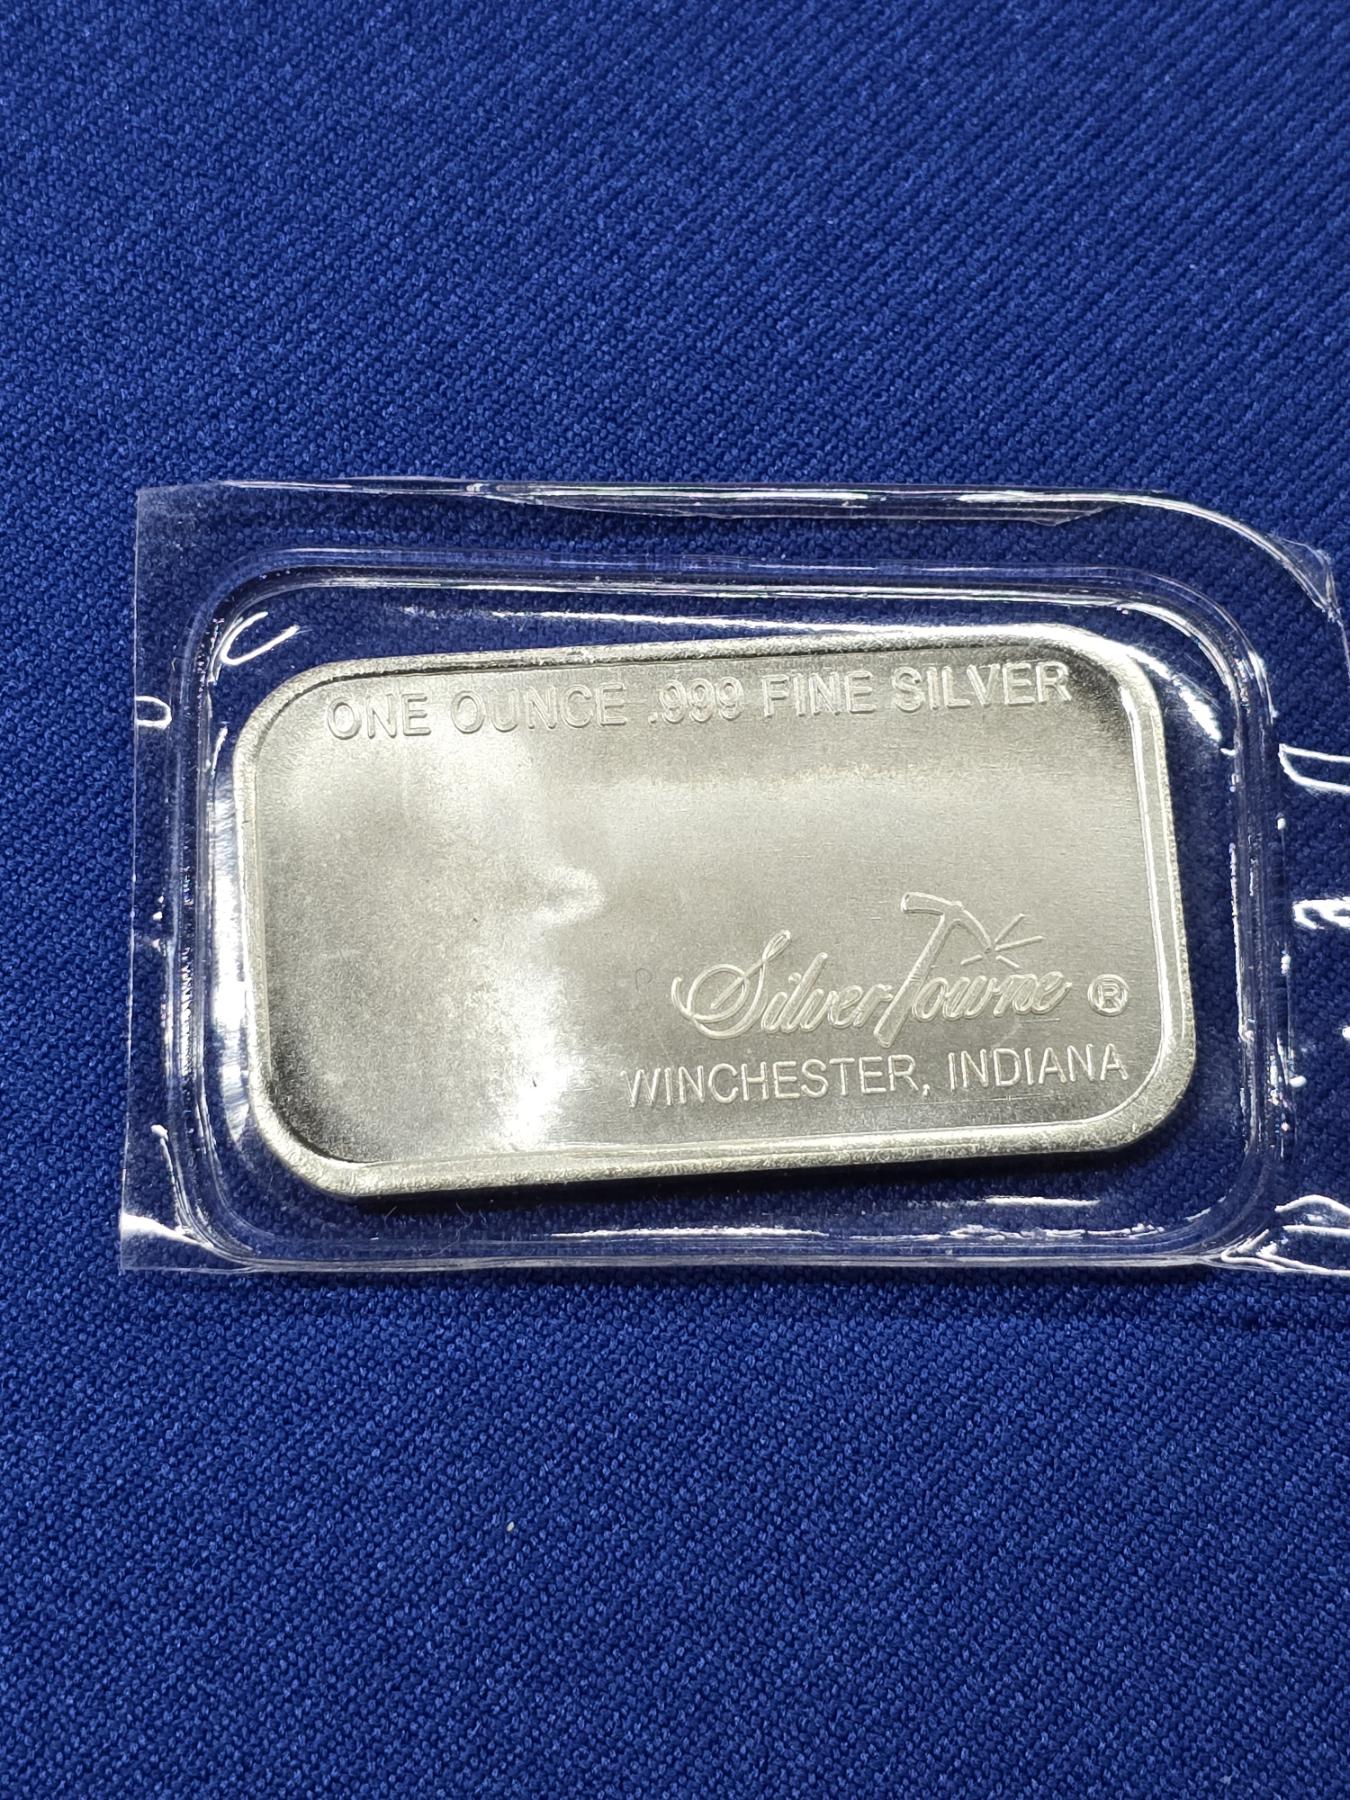 ONE OUNCE .999 FINE SILVER
SilverTowne ®
WINCHESTER, INDIANA